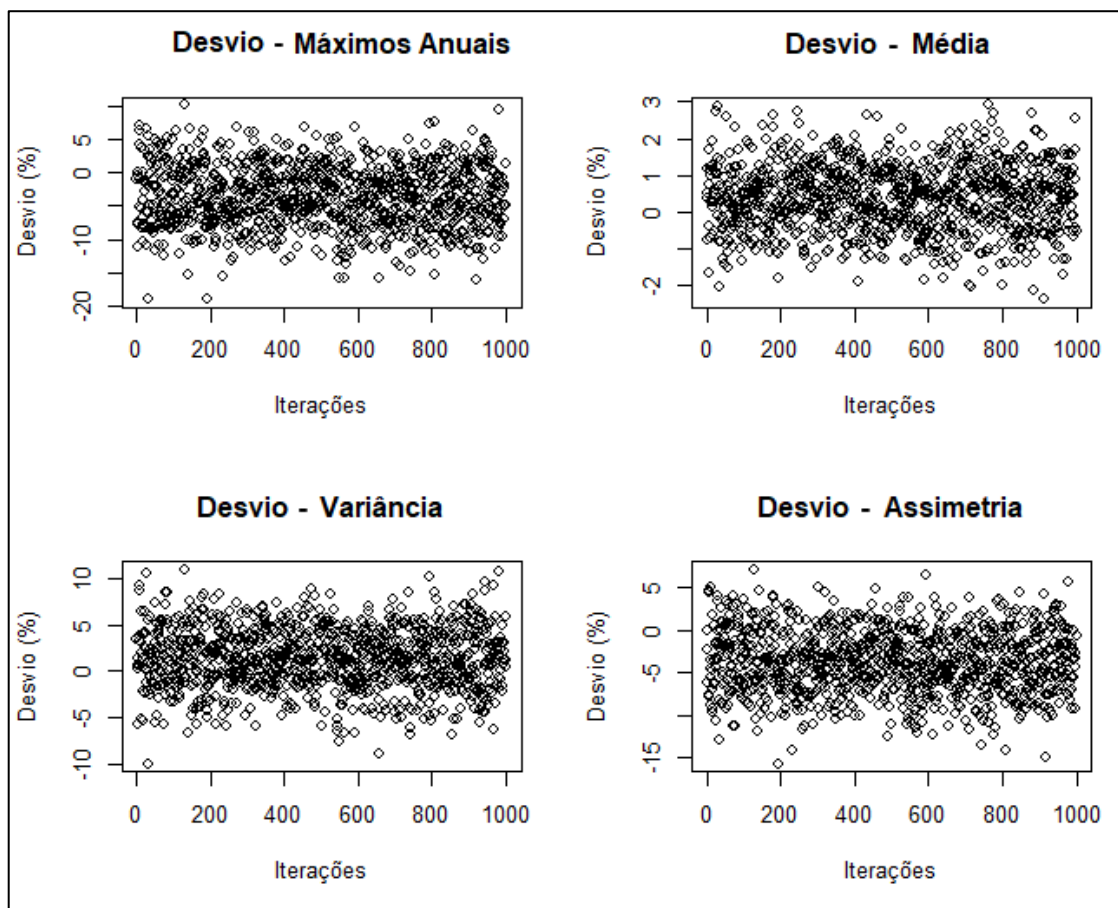 Desvio - Máximos Anuais
Desvio (%)
5
0
-10
-20
0 200 400 600 800 1000
Iterações
Desvio - Média
Desvio (%)
3
2
1
0
-2
0 200 400 600 800 1000
Iterações
Desvio - Variância
Desvio (%)
10
5
0
-5
-10
0 200 400 600 800 1000
Iterações
Desvio - Assimetria
Desvio (%)
5
0
-5
-15
0 200 400 600 800 1000
Iterações